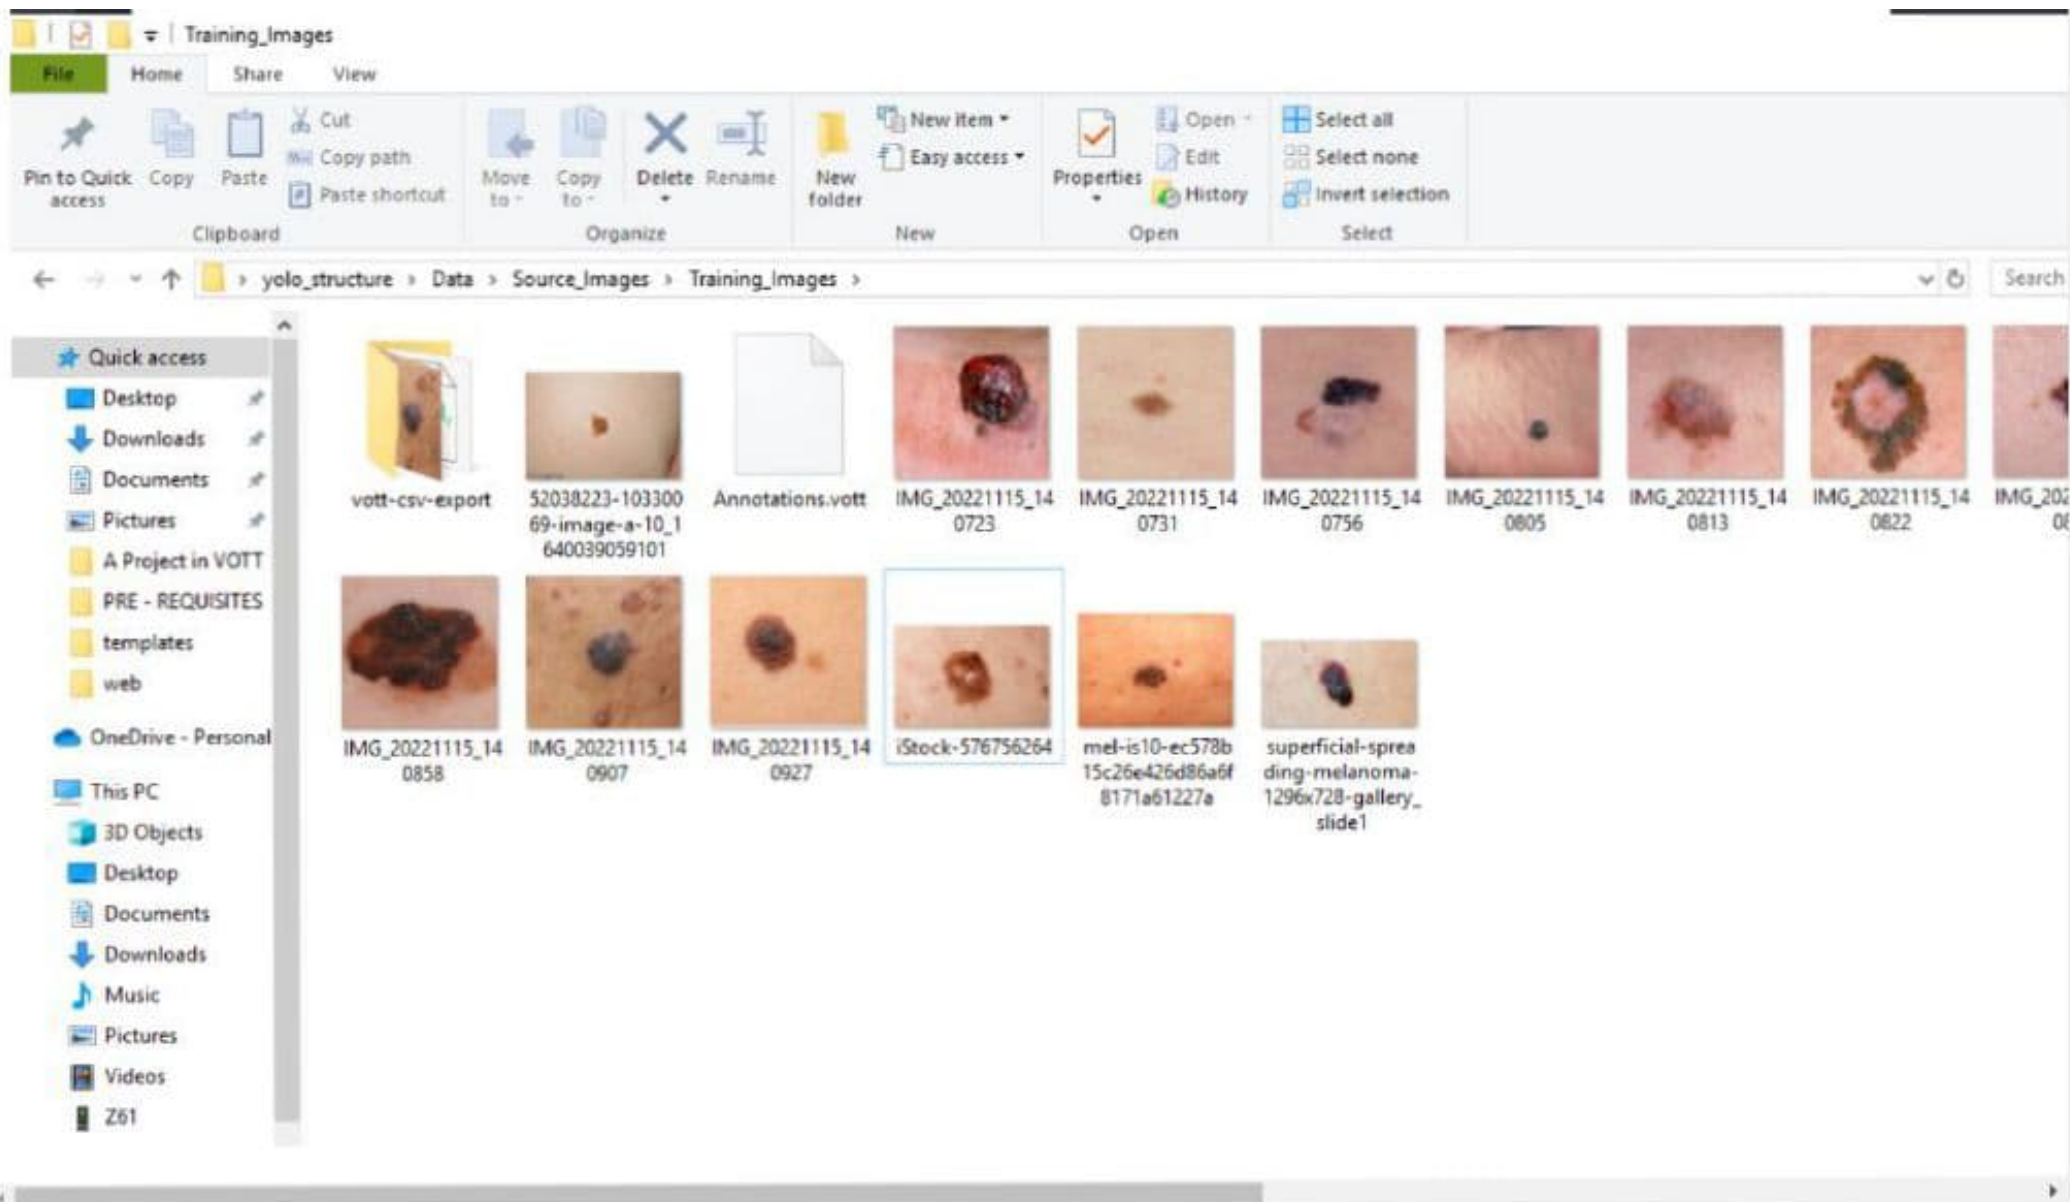 Training_Images
File Home Share View
Pin to Quick access
Copy
Paste
Cut
Copy path
Paste shortcut
Move to
Copy to
Delete
Rename
New folder
New item
Easy access
Properties
Open
Edit
History
Select all
Select none
Invert selection
Clipboard Organize New Open Select
yolo_structure Data Source_Images Training_Images
Search
Quick access
Desktop
Downloads
Documents
Pictures
A Project in VOTT
PRE - REQUISITES
templates
web
OneDrive - Personal
This PC
3D Objects
Desktop
Documents
Downloads
Music
Pictures
Videos
Z61
vott-csv-export
52038223-103300
69-image-a-10_1
640039059101
Annotations.vott
IMG_20221115_14
0723
IMG_20221115_14
0731
IMG_20221115_14
0756
IMG_20221115_14
0805
IMG_20221115_14
0813
IMG_20221115_14
0822
IMG_20221115_14
0858
IMG_20221115_14
0907
IMG_20221115_14
0927
iStock-576756264
mel-is10-ec578b
15c26e426d86a6f
8171a61227a
superficial-sprea
ding-melanoma-
1296x728-gallery_
slide1